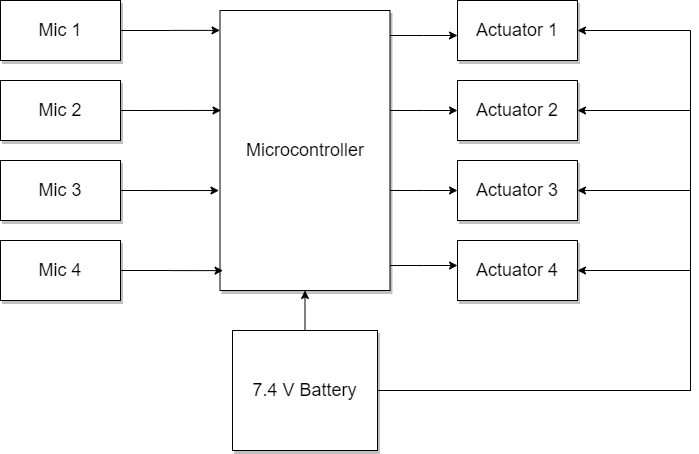 Mic 1
Mic 2
Mic 3
Mic 4
Microcontroller
Actuator 1
Actuator 2
Actuator 3
Actuator 4
7.4 V Battery